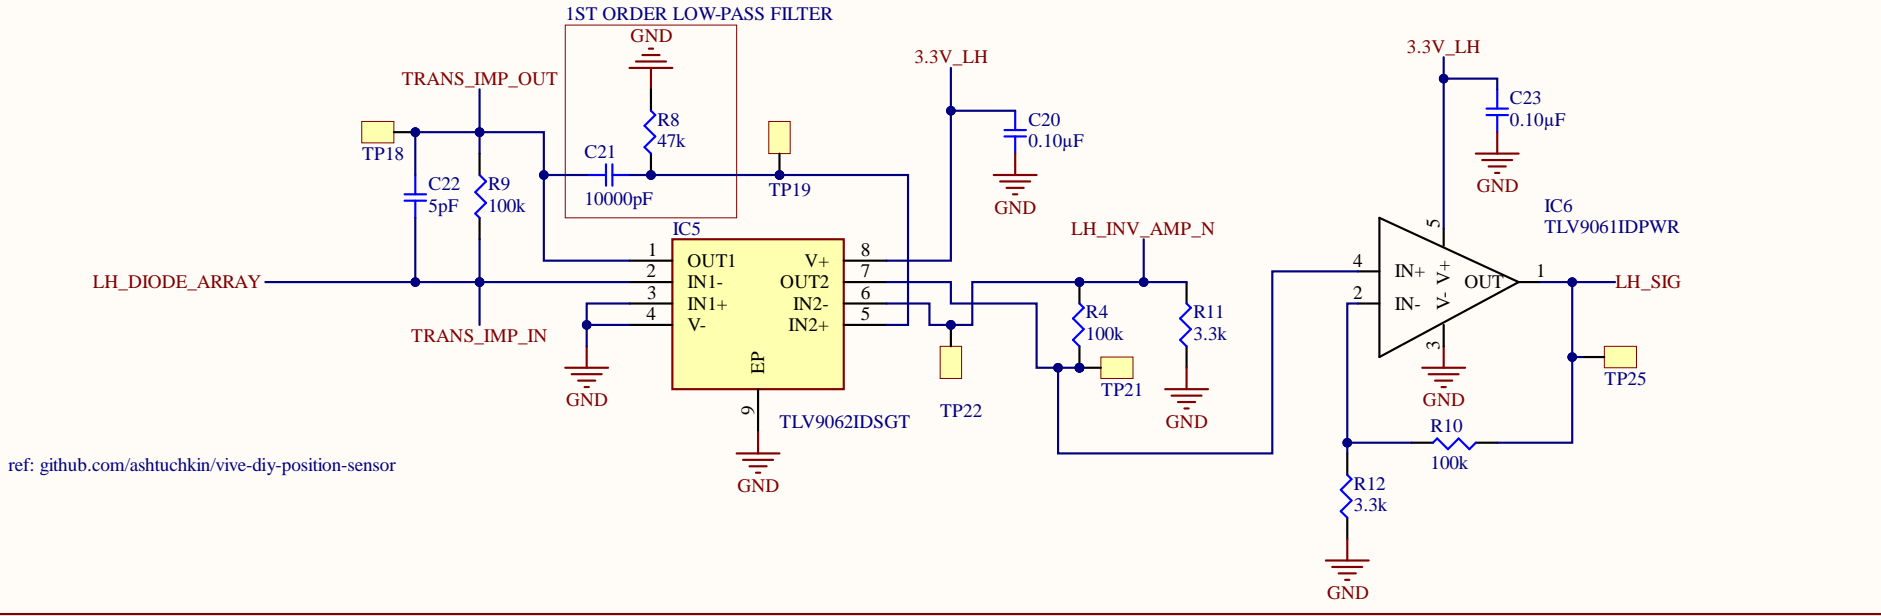 1ST ORDER LOW-PASS FILTER
GND
3.3V_LH
3.3V_LH
TRANS_IMP_OUT
C23
0.10µF
R8
47k
C20
0.10µF
TP18
C21
10000pF
TP19
GND
C22
5pF
R9
100k
GND
IC6
TLV9061IDPWR
IC5
LH_INV_AMP_N
5
1
OUT1
V+
8
LH_DIODE_ARRAY
2
IN1-
OUT2
7
4
IN+
V+
V-
OUT
1
LH_SIG
3
IN1+
IN2-
6
2
IN-
4
V-
IN2+
5
R4
100k
R11
3.3k
TRANS_IMP_IN
3
EP
TP25
GND
TP21
GND
9
TP22
TLV9062IDSGT
GND
R10
100k
ref: github.com/ashtuchkin/vive-diy-position-sensor
GND
R12
3.3k
GND